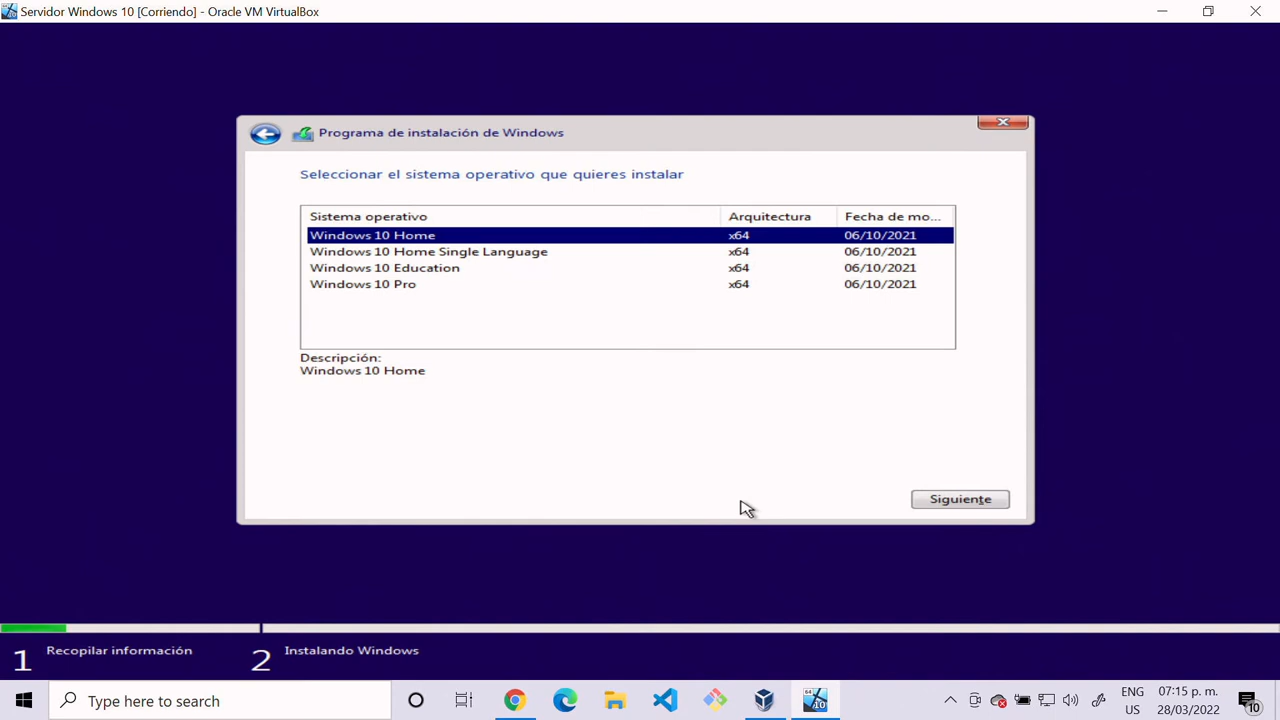 Servidor Windows 10 [Corriendo] - Oracle VM VirtualBox
Programa de instalación de Windows
Seleccionar el sistema operativo que quieres instalar
Sistema operativo Arquitectura Fecha de mo...
Windows 10 Home x64 06/10/2021
Windows 10 Home Single Language x64 06/10/2021
Windows 10 Education x64 06/10/2021
Windows 10 Pro x64 06/10/2021
Descripción:
Windows 10 Home
Siguiente
1 Recopilar información 2 Instalando Windows
Type here to search
64
10
ENG
US
07:15 p. m.
28/03/2022
10